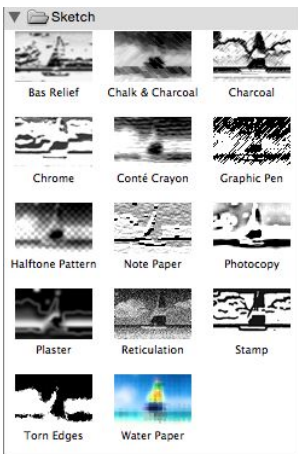 Sketch
Bas Relief
Chalk & Charcoal
Charcoal
Chrome
Conté Crayon
Graphic Pen
Halftone Pattern
Note Paper
Photocopy
Plaster
Reticulation
Stamp
Torn Edges
Water Paper